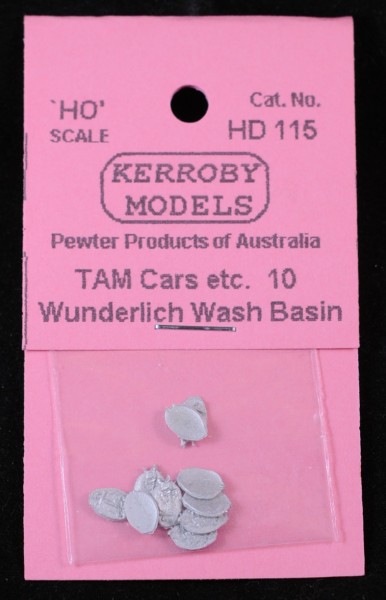 'HO'
SCALE
Cat. No.
HD 115
KERROBY
MODELS
Pewter Products of Australia
TAM Cars etc. 10
Wunderlich Wash Basin